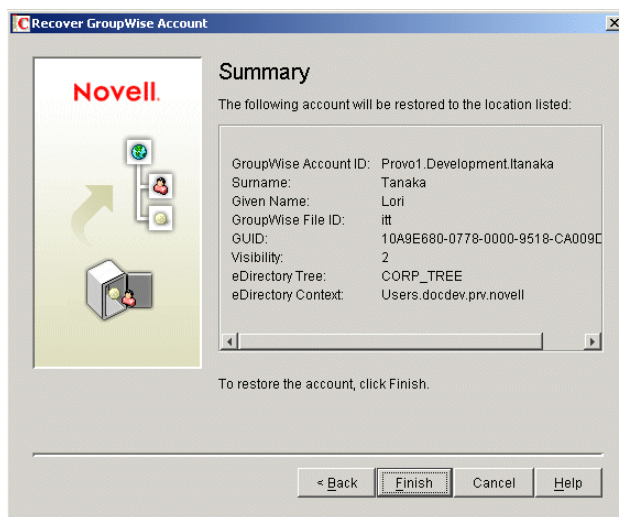 Recover GroupWise Account
Novell.
Summary
The following account will be restored to the location listed:
GroupWise Account ID: Provo1.Development.ltanaka
Surname: Tanaka
Given Name: Lori
GroupWise File ID: itt
GUID: 10A9E680-0778-0000-9518-CA009D
Visibility: 2
eDirectory Tree: CORP_TREE
eDirectory Context: Users.docdev.prv.novell
To restore the account, click Finish.
< Back Finish Cancel Help